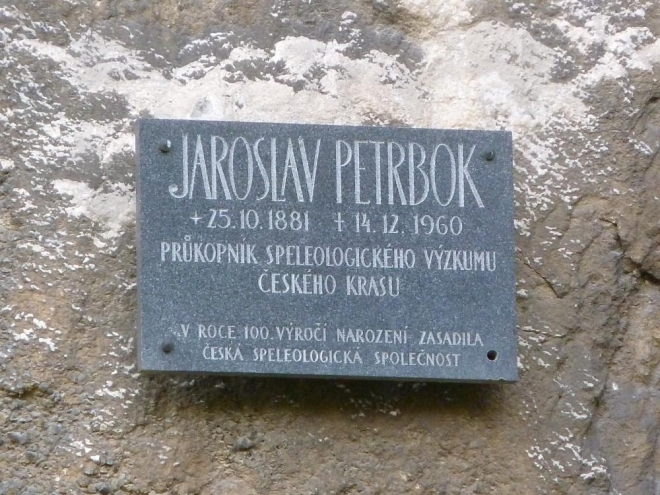 JAROSLAV PETRBOK
+25.10.1881 ✝ 14.12.1960
PRŮKOPNÍK SPELEOLOGICKÉHO VÝZKUMU
ČESKÉHO KRASU
V ROCE 100. VÝROČÍ NAROZENÍ ZASADILA
ČESKÁ SPELEOLOGICKÁ SPOLEČNOST